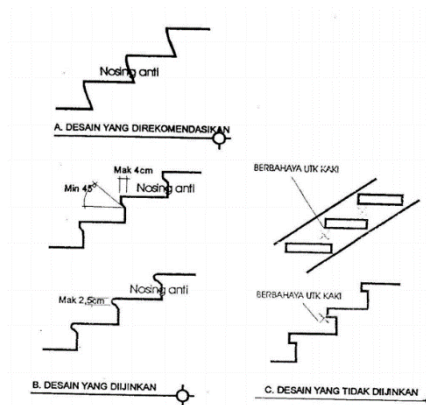 Nosing anti
A. DESAIN YANG DIREKOMENDASIKAN
Mak 4cm
Min 45°
Nosing anti
Mak 2,5cm
Nosing anti
B. DESAIN YANG DIIJINKAN
BERBAHAYA UTK KAKI
BERBAHAYA UTK KAKI
C. DESAIN YANG TIDAK DIIJINKAN